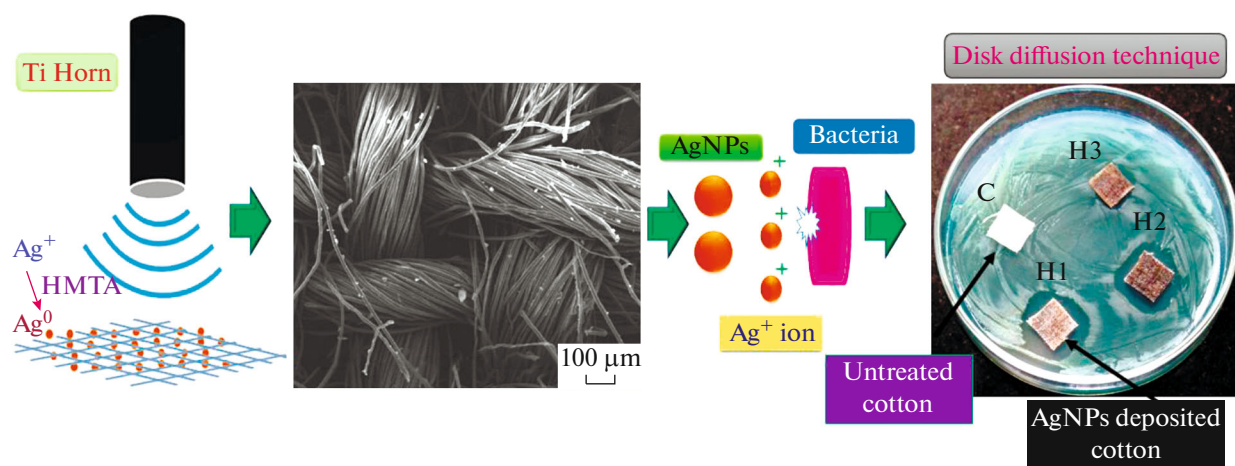 Ti Horn
Ag⁺
HMTA
Ag⁰
100 μm
AgNPs
Bacteria
+
+
+
Ag⁺ ion
Disk diffusion technique
H3
C
H2
H1
Untreated
cotton
AgNPs deposited
cotton